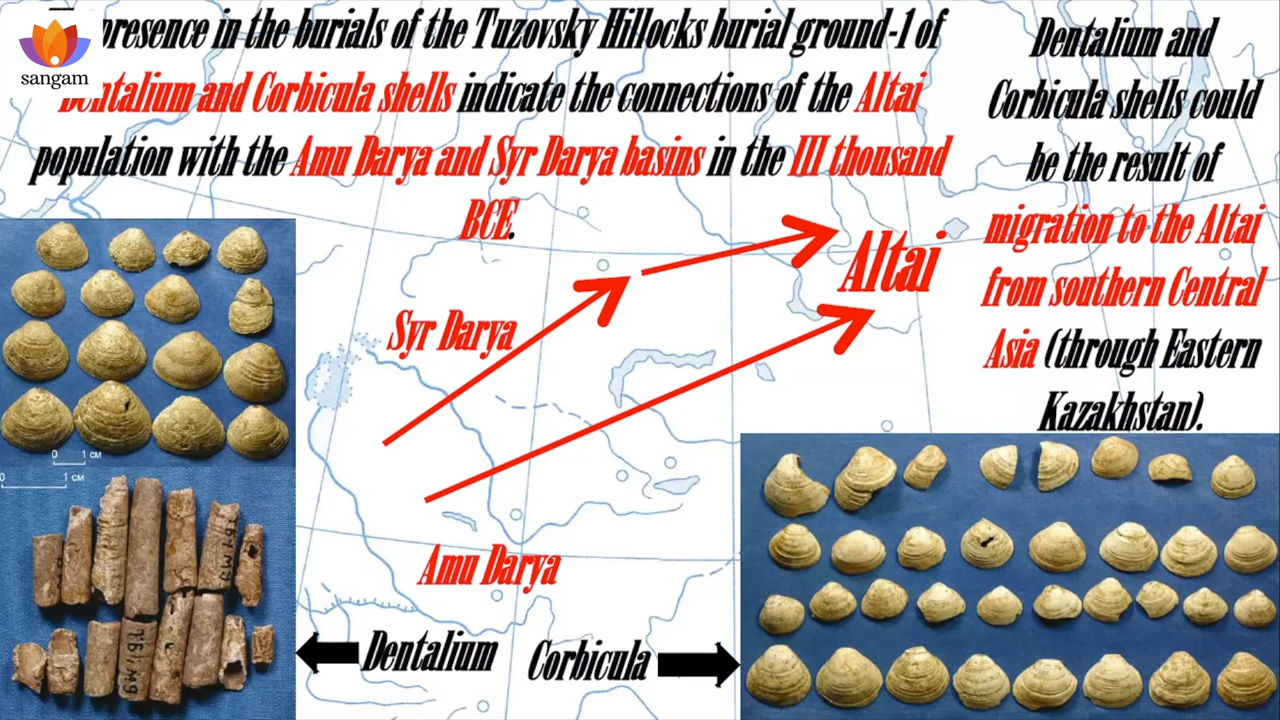 presence in the burials of the Tuzovsky Hillocks burial ground-1 of
Dentalium and Corbicula shells indicate the connections of the Altai
population with the Amu Darya and Syr Darya basins in the III thousand
BCE.
sangam
Dentalium and
Corbicula shells could
be the result of
migration to the Altai
from southern Central
Asia (through Eastern
Kazakhstan).
Altai
Syr Darya
Amu Darya
0 1 см
0 1 см
Dentalium
Corbicula